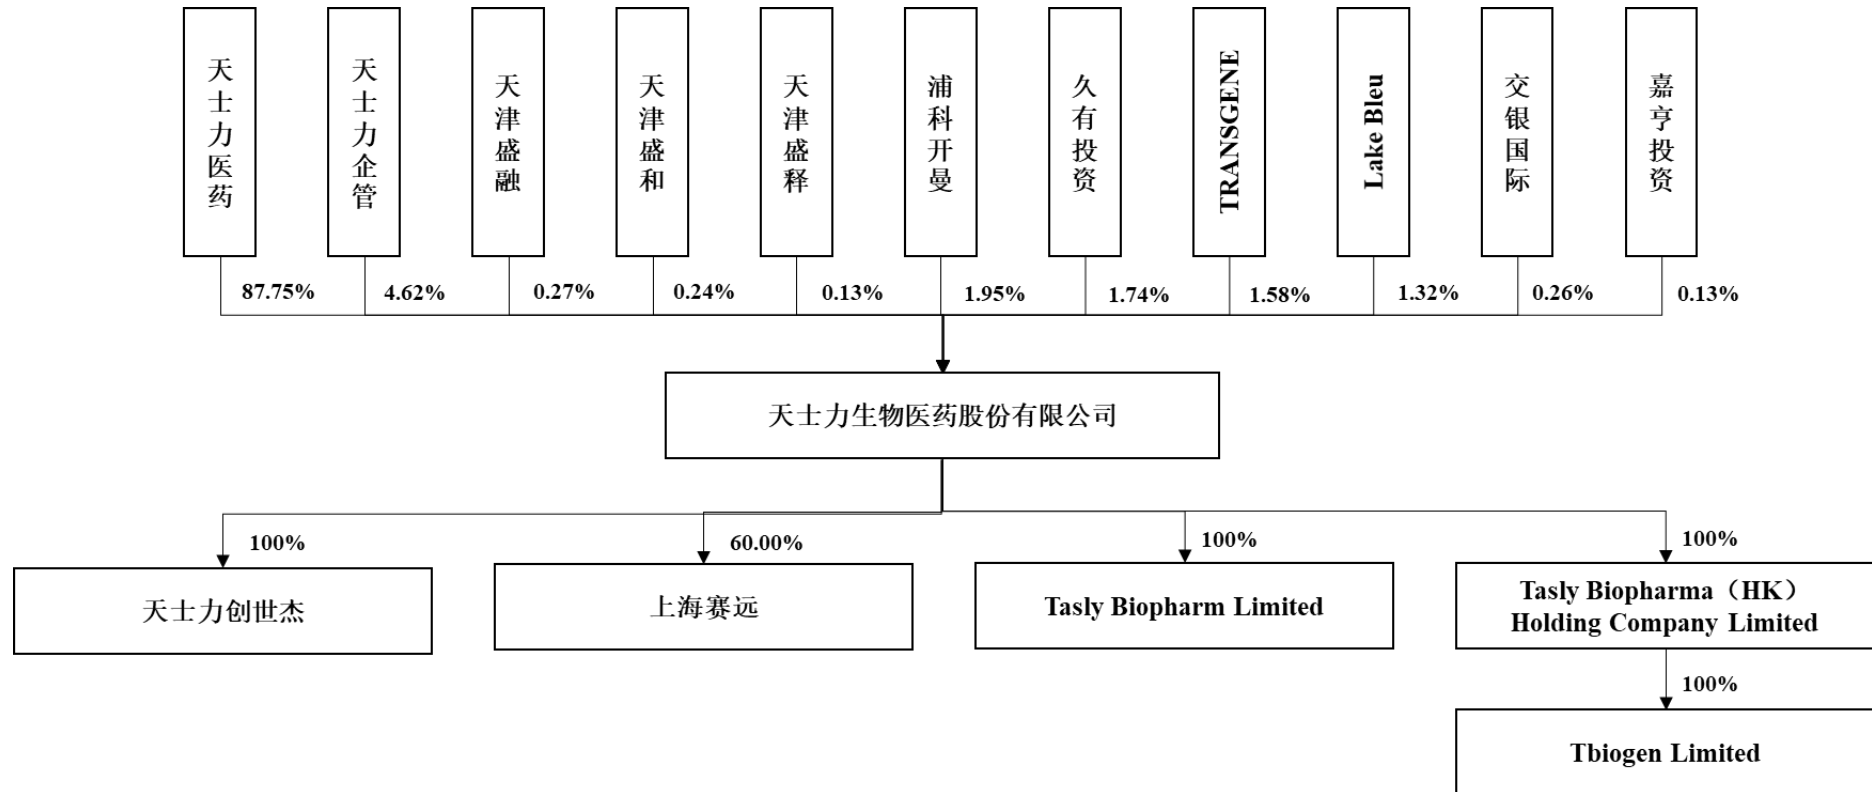 天士力医药
天士力企管
天津盛融
天津盛和
天津盛释
浦科开曼
久有投资
TRANSGENE
Lake Bleu
交银国际
嘉亨投资
87.75%
4.62%
0.27%
0.24%
0.13%
1.95%
1.74%
1.58%
1.32%
0.26%
0.13%
天士力生物医药股份有限公司
100%
60.00%
100%
100%
天士力创世杰
上海赛远
Tasly Biopharm Limited
Tasly Biopharma（HK）
Holding Company Limited
100%
Tbiogen Limited